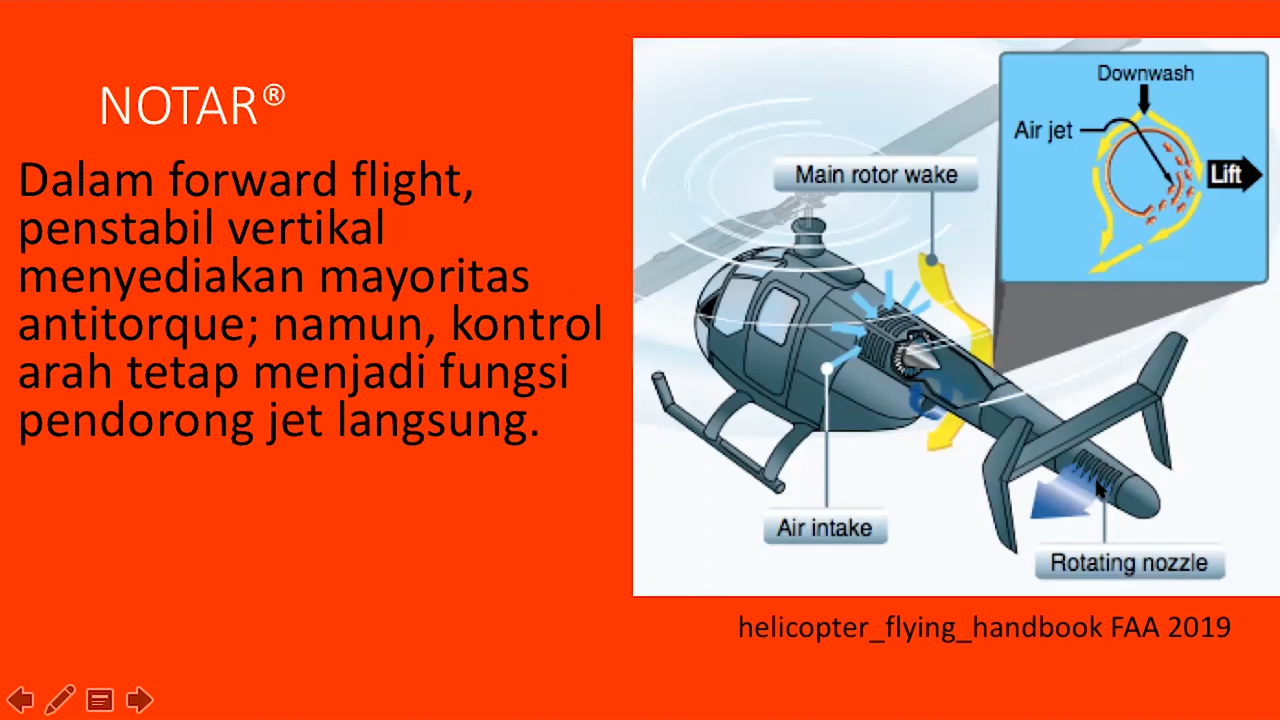 NOTAR®
Dalam forward flight,
penstabil vertikal
menyediakan mayoritas
antitorque; namun, kontrol
arah tetap menjadi fungsi
pendorong jet langsung.
Downwash
Air jet
Lift
Main rotor wake
Air intake
Rotating nozzle
helicopter_flying_handbook FAA 2019